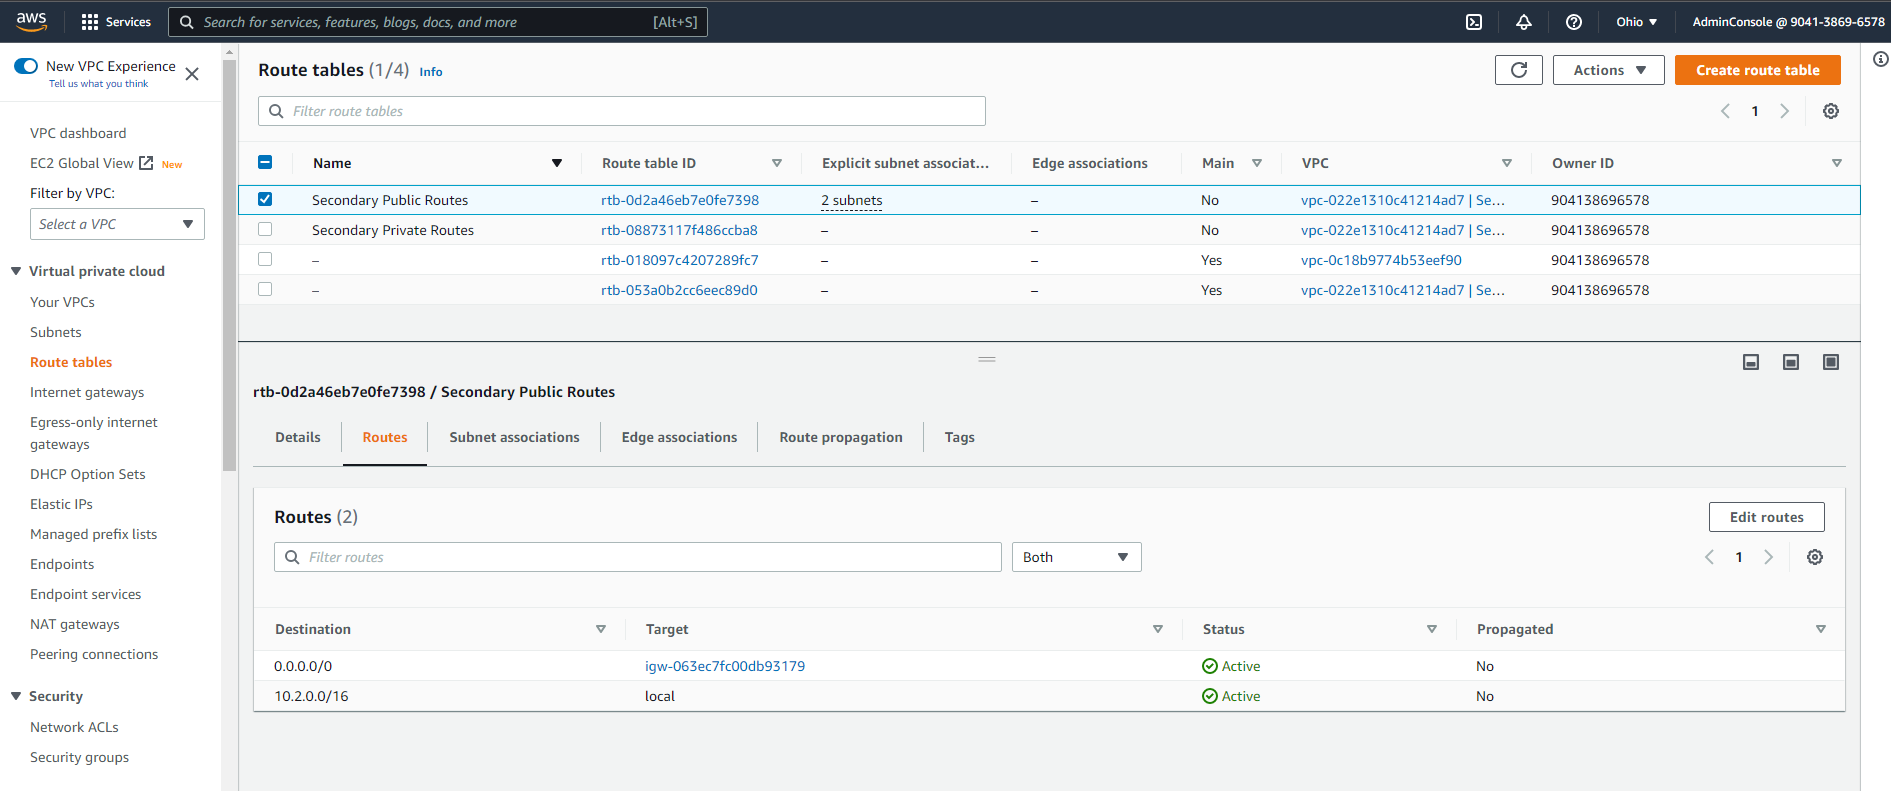 aws Services Search for services, features, blogs, docs, and more [Alt+S] Ohio AdminConsole @ 9041-3869-6578
New VPC Experience
Tell us what you think
VPC dashboard
EC2 Global View New
Filter by VPC:
Select a VPC
Virtual private cloud
Your VPCs
Subnets
Route tables
Internet gateways
Egress-only internet
gateways
DHCP Option Sets
Elastic IPs
Managed prefix lists
Endpoints
Endpoint services
NAT gateways
Peering connections
Security
Network ACLs
Security groups
Route tables (1/4) Info Actions Create route table
Filter route tables 1
Name Route table ID Explicit subnet associat... Edge associations Main VPC Owner ID
Secondary Public Routes rtb-0d2a46eb7e0fe7398 2 subnets – No vpc-022e1310c41214ad7 | Se... 904138696578
Secondary Private Routes rtb-08873117f486ccba8 – – No vpc-022e1310c41214ad7 | Se... 904138696578
– rtb-018097c4207289fc7 – – Yes vpc-0c18b9774b53eef90 904138696578
– rtb-053a0b2cc6eec89d0 – – Yes vpc-022e1310c41214ad7 | Se... 904138696578
rtb-0d2a46eb7e0fe7398 / Secondary Public Routes
Details Routes Subnet associations Edge associations Route propagation Tags
Routes (2) Edit routes
Filter routes Both 1
Destination Target Status Propagated
0.0.0.0/0 igw-063ec7fc00db93179 Active No
10.2.0.0/16 local Active No